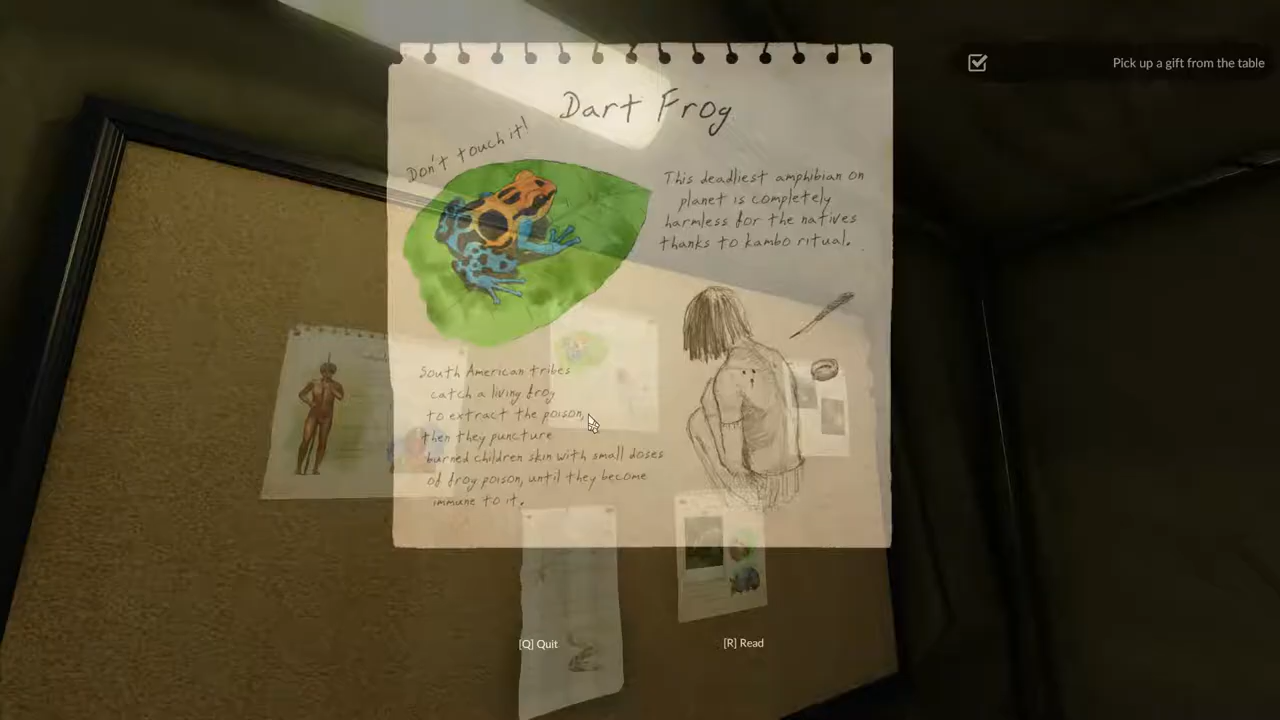 Pick up a gift from the table
Dart Frog
Don't touch it!
This deadliest amphibian on
planet is completely
harmless for the natives
thanks to kambo ritual.
South American tribes
catch a living frog
to extract the poison,
then they puncture
burned children skin with small doses
of frog poison, until they become
immune to it.
[Q] Quit
[R] Read